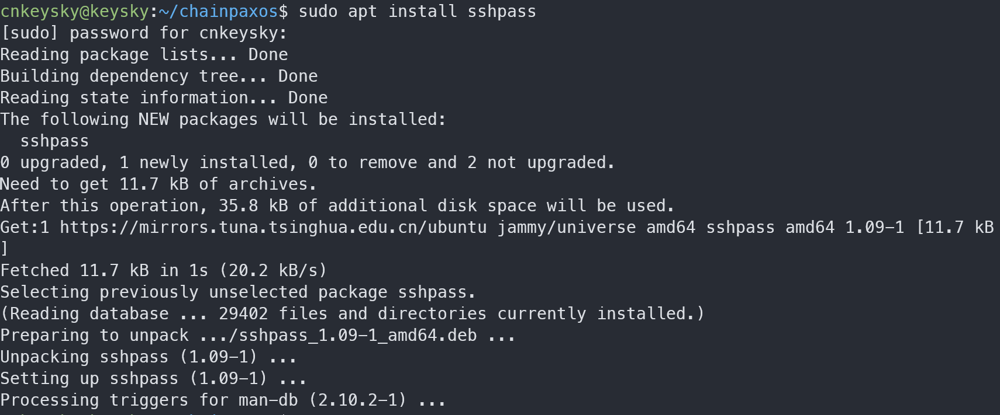 cnkeysky@keysky:~/chainpaxos$ sudo apt install sshpass
[sudo] password for cnkeysky:
Reading package lists... Done
Building dependency tree... Done
Reading state information... Done
The following NEW packages will be installed:
  sshpass
0 upgraded, 1 newly installed, 0 to remove and 2 not upgraded.
Need to get 11.7 kB of archives.
After this operation, 35.8 kB of additional disk space will be used.
Get:1 https://mirrors.tuna.tsinghua.edu.cn/ubuntu jammy/universe amd64 sshpass amd64 1.09-1 [11.7 kB
]
Fetched 11.7 kB in 1s (20.2 kB/s)
Selecting previously unselected package sshpass.
(Reading database ... 29402 files and directories currently installed.)
Preparing to unpack .../sshpass_1.09-1_amd64.deb ...
Unpacking sshpass (1.09-1) ...
Setting up sshpass (1.09-1) ...
Processing triggers for man-db (2.10.2-1) ...